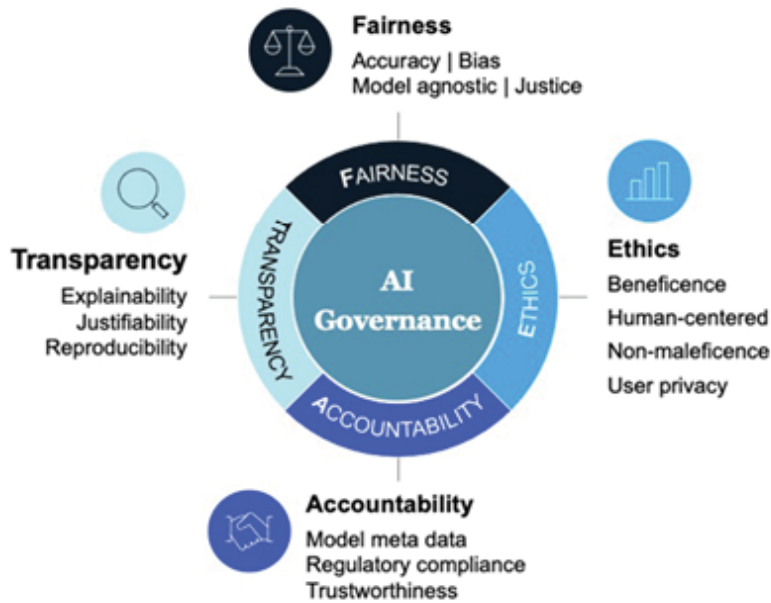 Fairness
Accuracy | Bias
Model agnostic | Justice
FAIRNESS
Transparency
Explainability
Justifiability
Reproducibility
TRANSPARENCY
AI
Governance
ETHICS
Ethics
Beneficence
Human-centered
Non-maleficence
User privacy
ACCOUNTABILITY
Accountability
Model meta data
Regulatory compliance
Trustworthiness